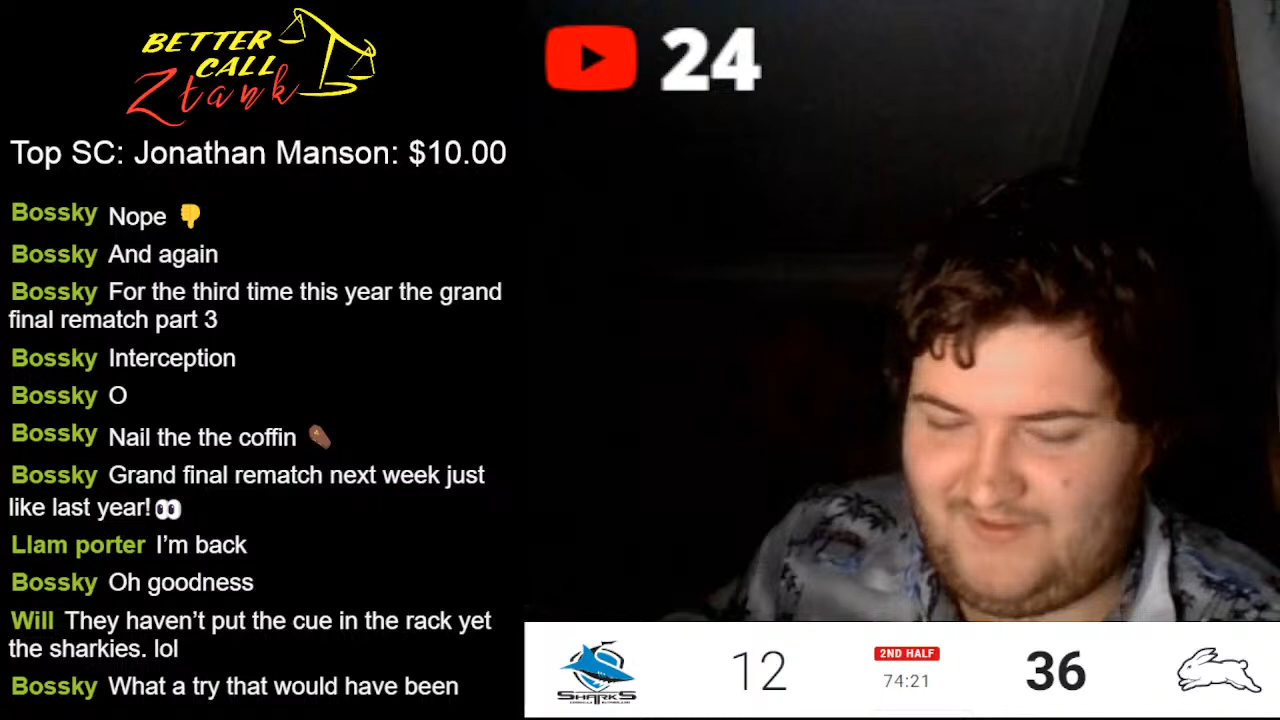 BETTER
CALL
Ztank
24
Top SC: Jonathan Manson: $10.00
Bossky Nope 👎
Bossky And again
Bossky For the third time this year the grand
final rematch part 3
Bossky Interception
Bossky O
Bossky Nail the the coffin ⚰️
Bossky Grand final rematch next week just
like last year!👀
Llam porter I’m back
Bossky Oh goodness
Will They haven’t put the cue in the rack yet
the sharkies. lol
Bossky What a try that would have been
SHARKS
12
2ND HALF
74:21
36